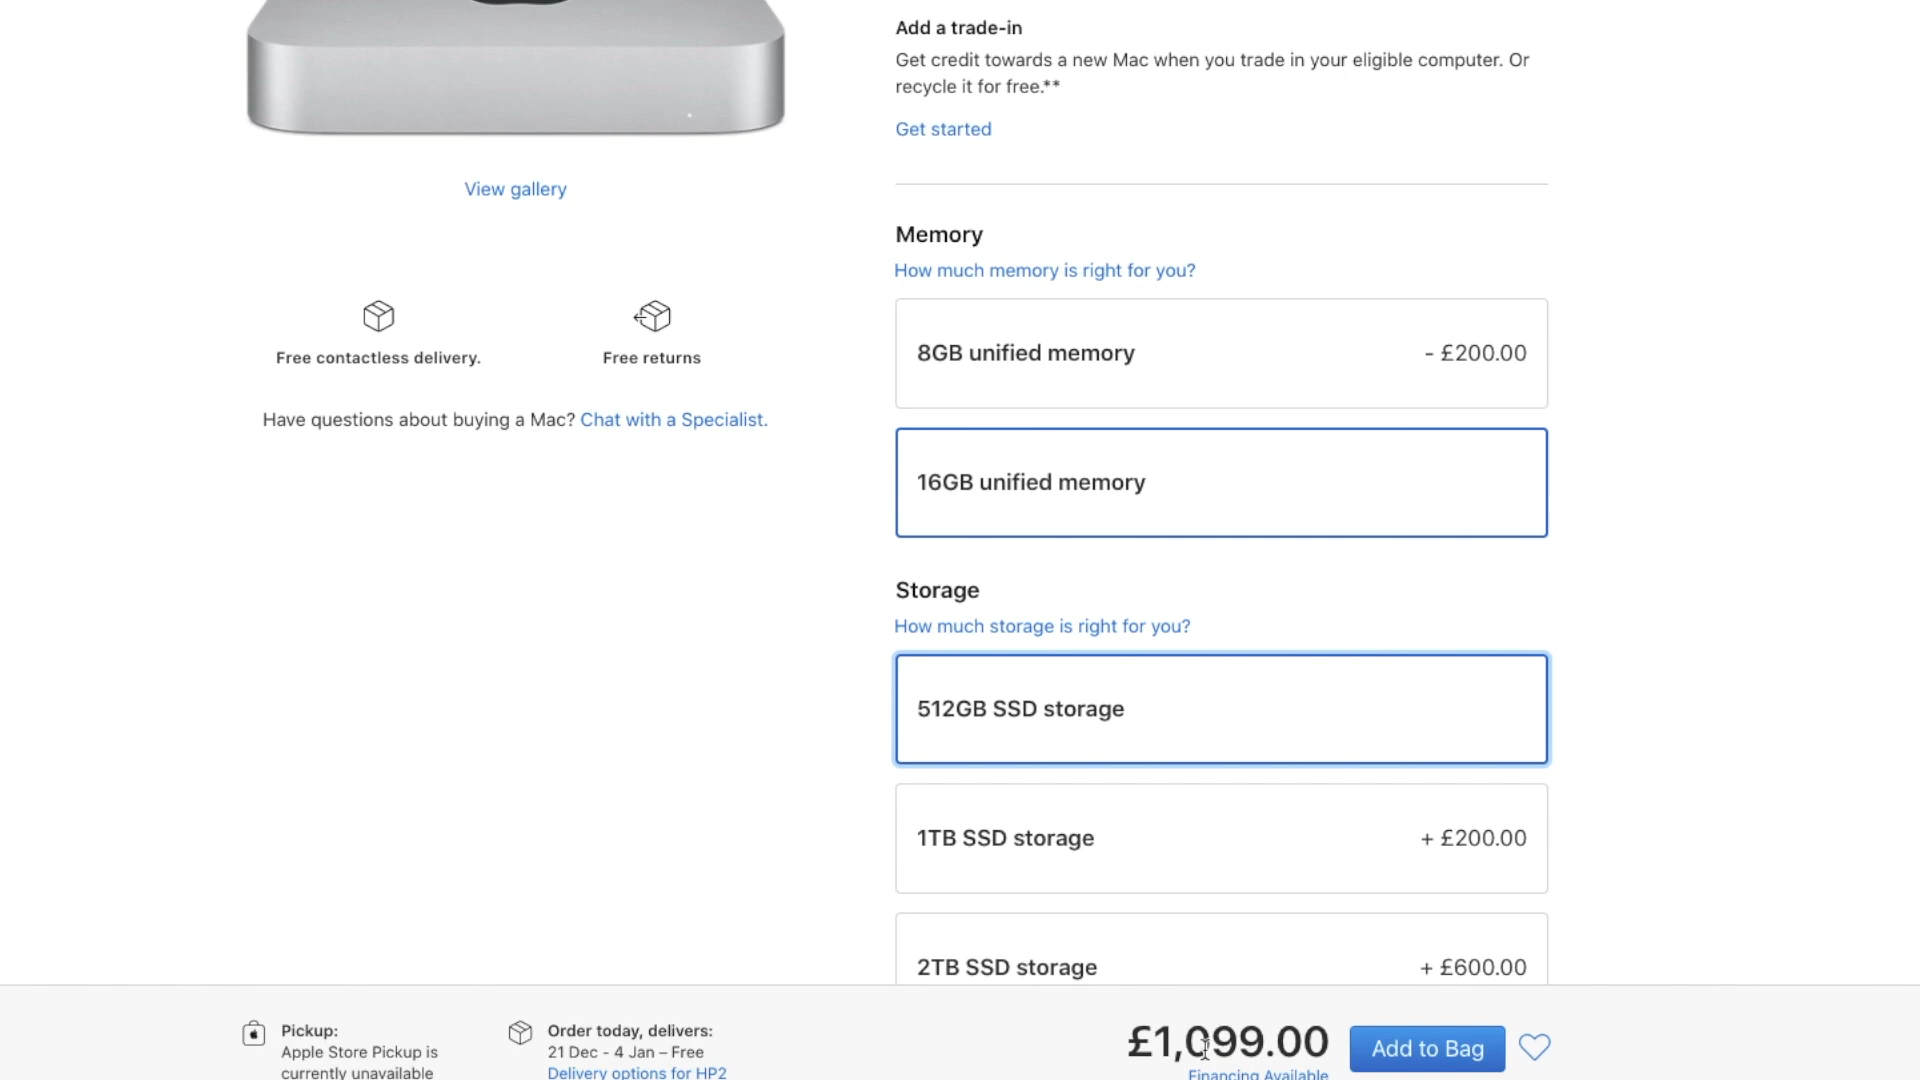 Add a trade-in
Get credit towards a new Mac when you trade in your eligible computer. Or
recycle it for free.**
Get started
View gallery
Memory
How much memory is right for you?
8GB unified memory - £200.00
Free contactless delivery. Free returns
Have questions about buying a Mac? Chat with a Specialist.
16GB unified memory
Storage
How much storage is right for you?
512GB SSD storage
1TB SSD storage + £200.00
2TB SSD storage + £600.00
Pickup:
Apple Store Pickup is
currently unavailable
Order today, delivers:
21 Dec - 4 Jan – Free
Delivery options for HP2
£1,099.00
Financing Available
Add to Bag